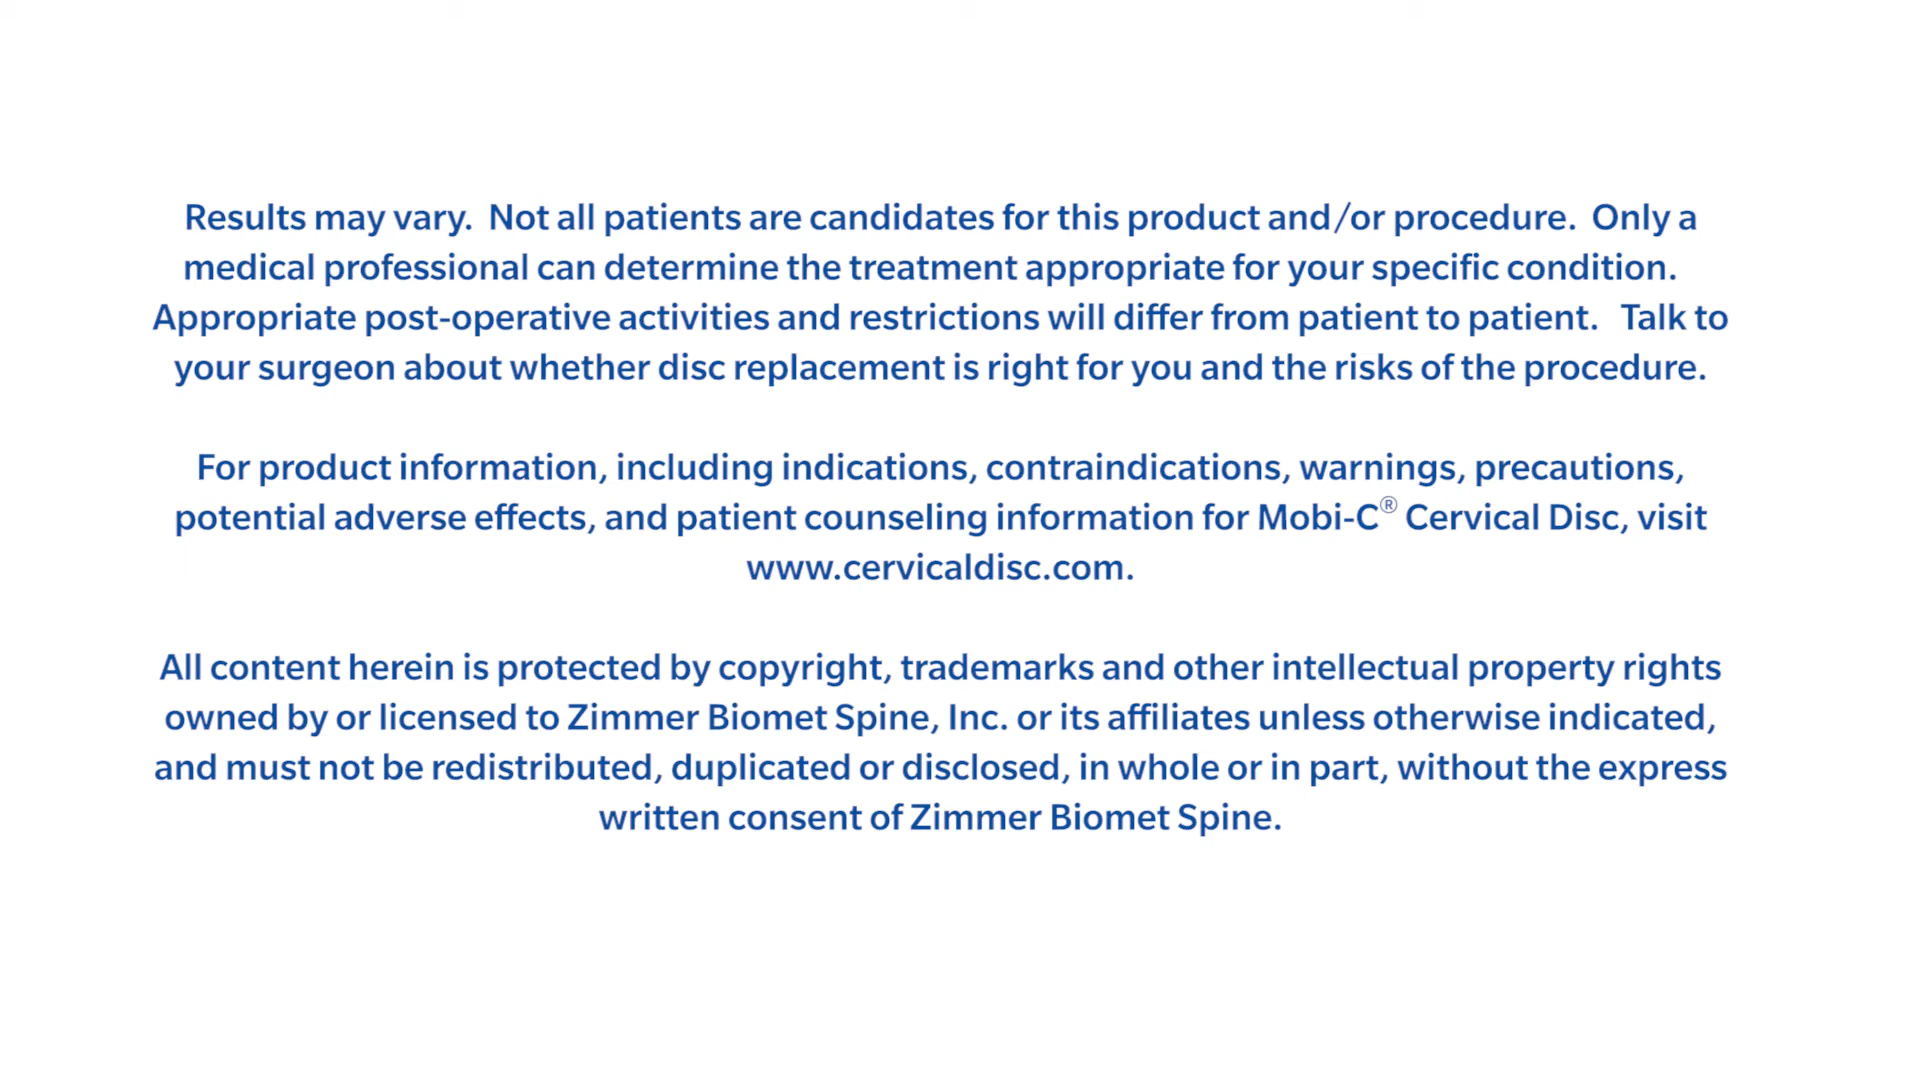 Results may vary.  Not all patients are candidates for this product and/or procedure.  Only a
medical professional can determine the treatment appropriate for your specific condition.
Appropriate post-operative activities and restrictions will differ from patient to patient.   Talk to
your surgeon about whether disc replacement is right for you and the risks of the procedure.
For product information, including indications, contraindications, warnings, precautions,
potential adverse effects, and patient counseling information for Mobi-C® Cervical Disc, visit
www.cervicaldisc.com.
All content herein is protected by copyright, trademarks and other intellectual property rights
owned by or licensed to Zimmer Biomet Spine, Inc. or its affiliates unless otherwise indicated,
and must not be redistributed, duplicated or disclosed, in whole or in part, without the express
written consent of Zimmer Biomet Spine.